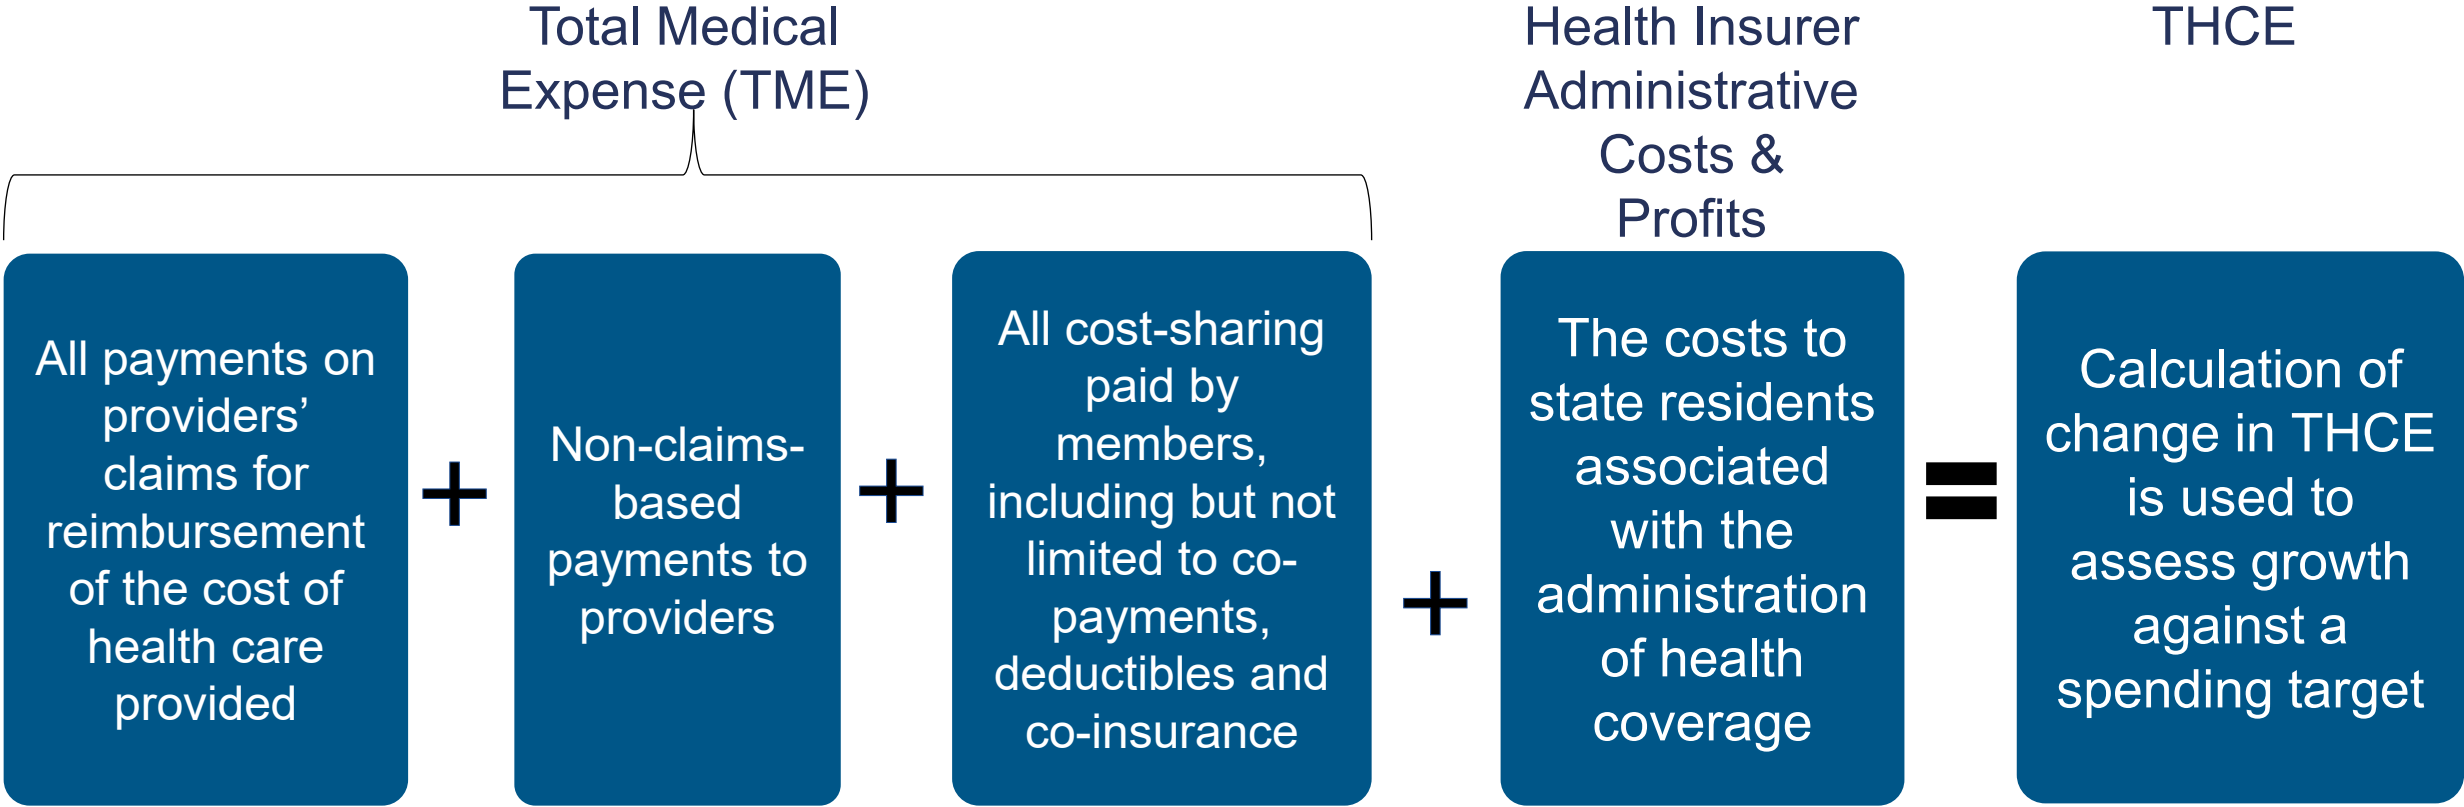 Total Medical
Expense (TME)
Health Insurer
Administrative
Costs &
Profits
THCE
All payments on
providers’
claims for
reimbursement
of the cost of
health care
provided
+
Non-claims-
based
payments to
providers
+
All cost-sharing
paid by
members,
including but not
limited to co-
payments,
deductibles and
co-insurance
+
The costs to
state residents
associated
with the
administration
of health
coverage
=
Calculation of
change in THCE
is used to
assess growth
against a
spending target